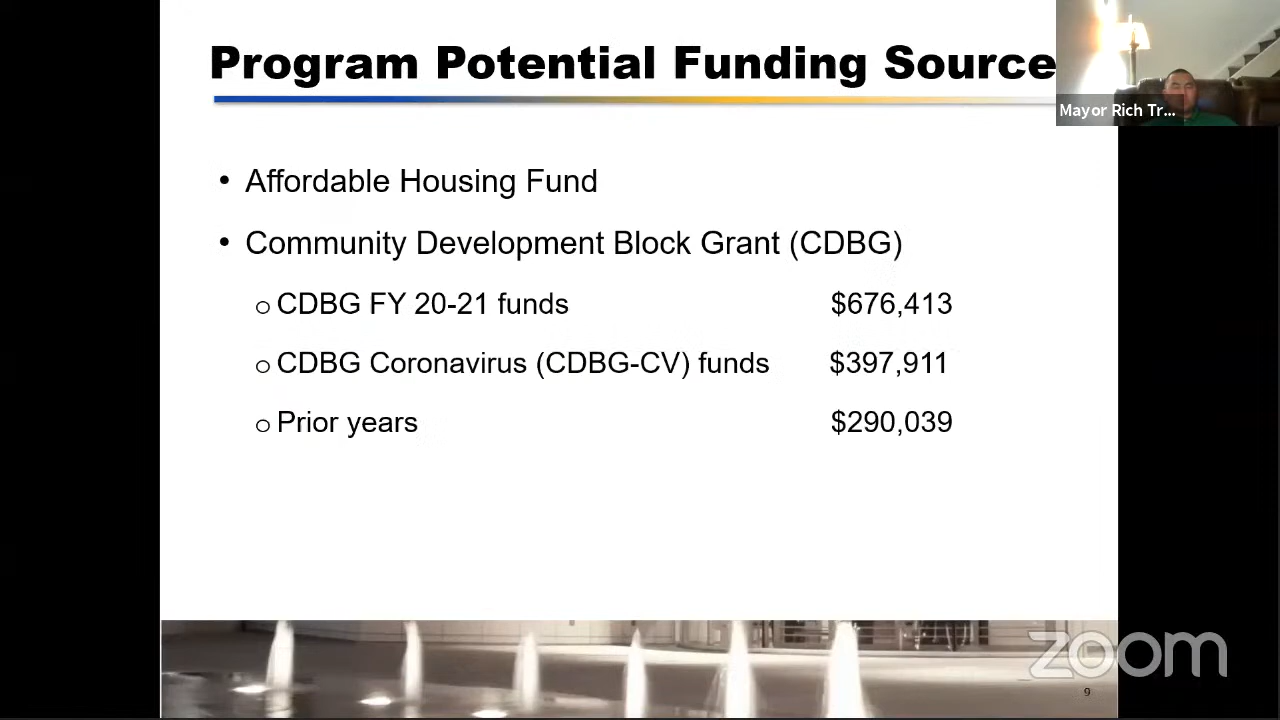 Program Potential Funding Source
Mayor Rich Tr...
• Affordable Housing Fund
• Community Development Block Grant (CDBG)
o CDBG FY 20-21 funds $676,413
o CDBG Coronavirus (CDBG-CV) funds $397,911
o Prior years $290,039
zoom
9